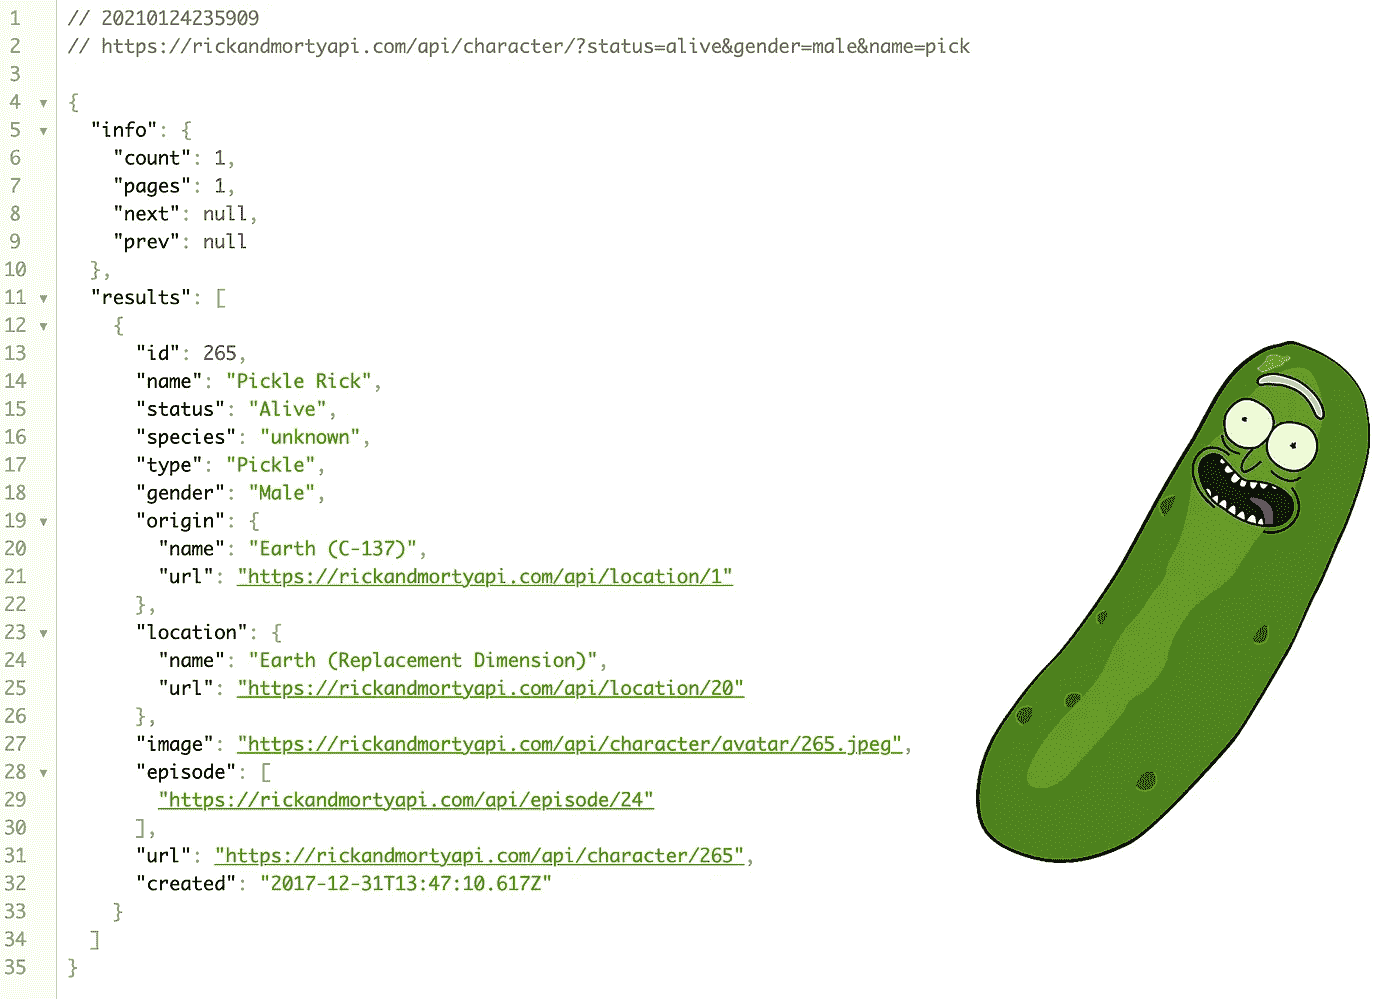 1 // 20210124235909
2 // https://rickandmortyapi.com/api/character/?status=alive&gender=male&name=pick
3
4 ▼ {
5 ▼ "info": {
6 "count": 1,
7 "pages": 1,
8 "next": null,
9 "prev": null
10 },
11 ▼ "results": [
12 ▼ {
13 "id": 265,
14 "name": "Pickle Rick",
15 "status": "Alive",
16 "species": "unknown",
17 "type": "Pickle",
18 "gender": "Male",
19 ▼ "origin": {
20 "name": "Earth (C-137)",
21 "url": "https://rickandmortyapi.com/api/location/1"
22 },
23 ▼ "location": {
24 "name": "Earth (Replacement Dimension)",
25 "url": "https://rickandmortyapi.com/api/location/20"
26 },
27 "image": "https://rickandmortyapi.com/api/character/avatar/265.jpeg",
28 ▼ "episode": [
29 "https://rickandmortyapi.com/api/episode/24"
30 ],
31 "url": "https://rickandmortyapi.com/api/character/265",
32 "created": "2017-12-31T13:47:10.617Z"
33 }
34 ]
35 }